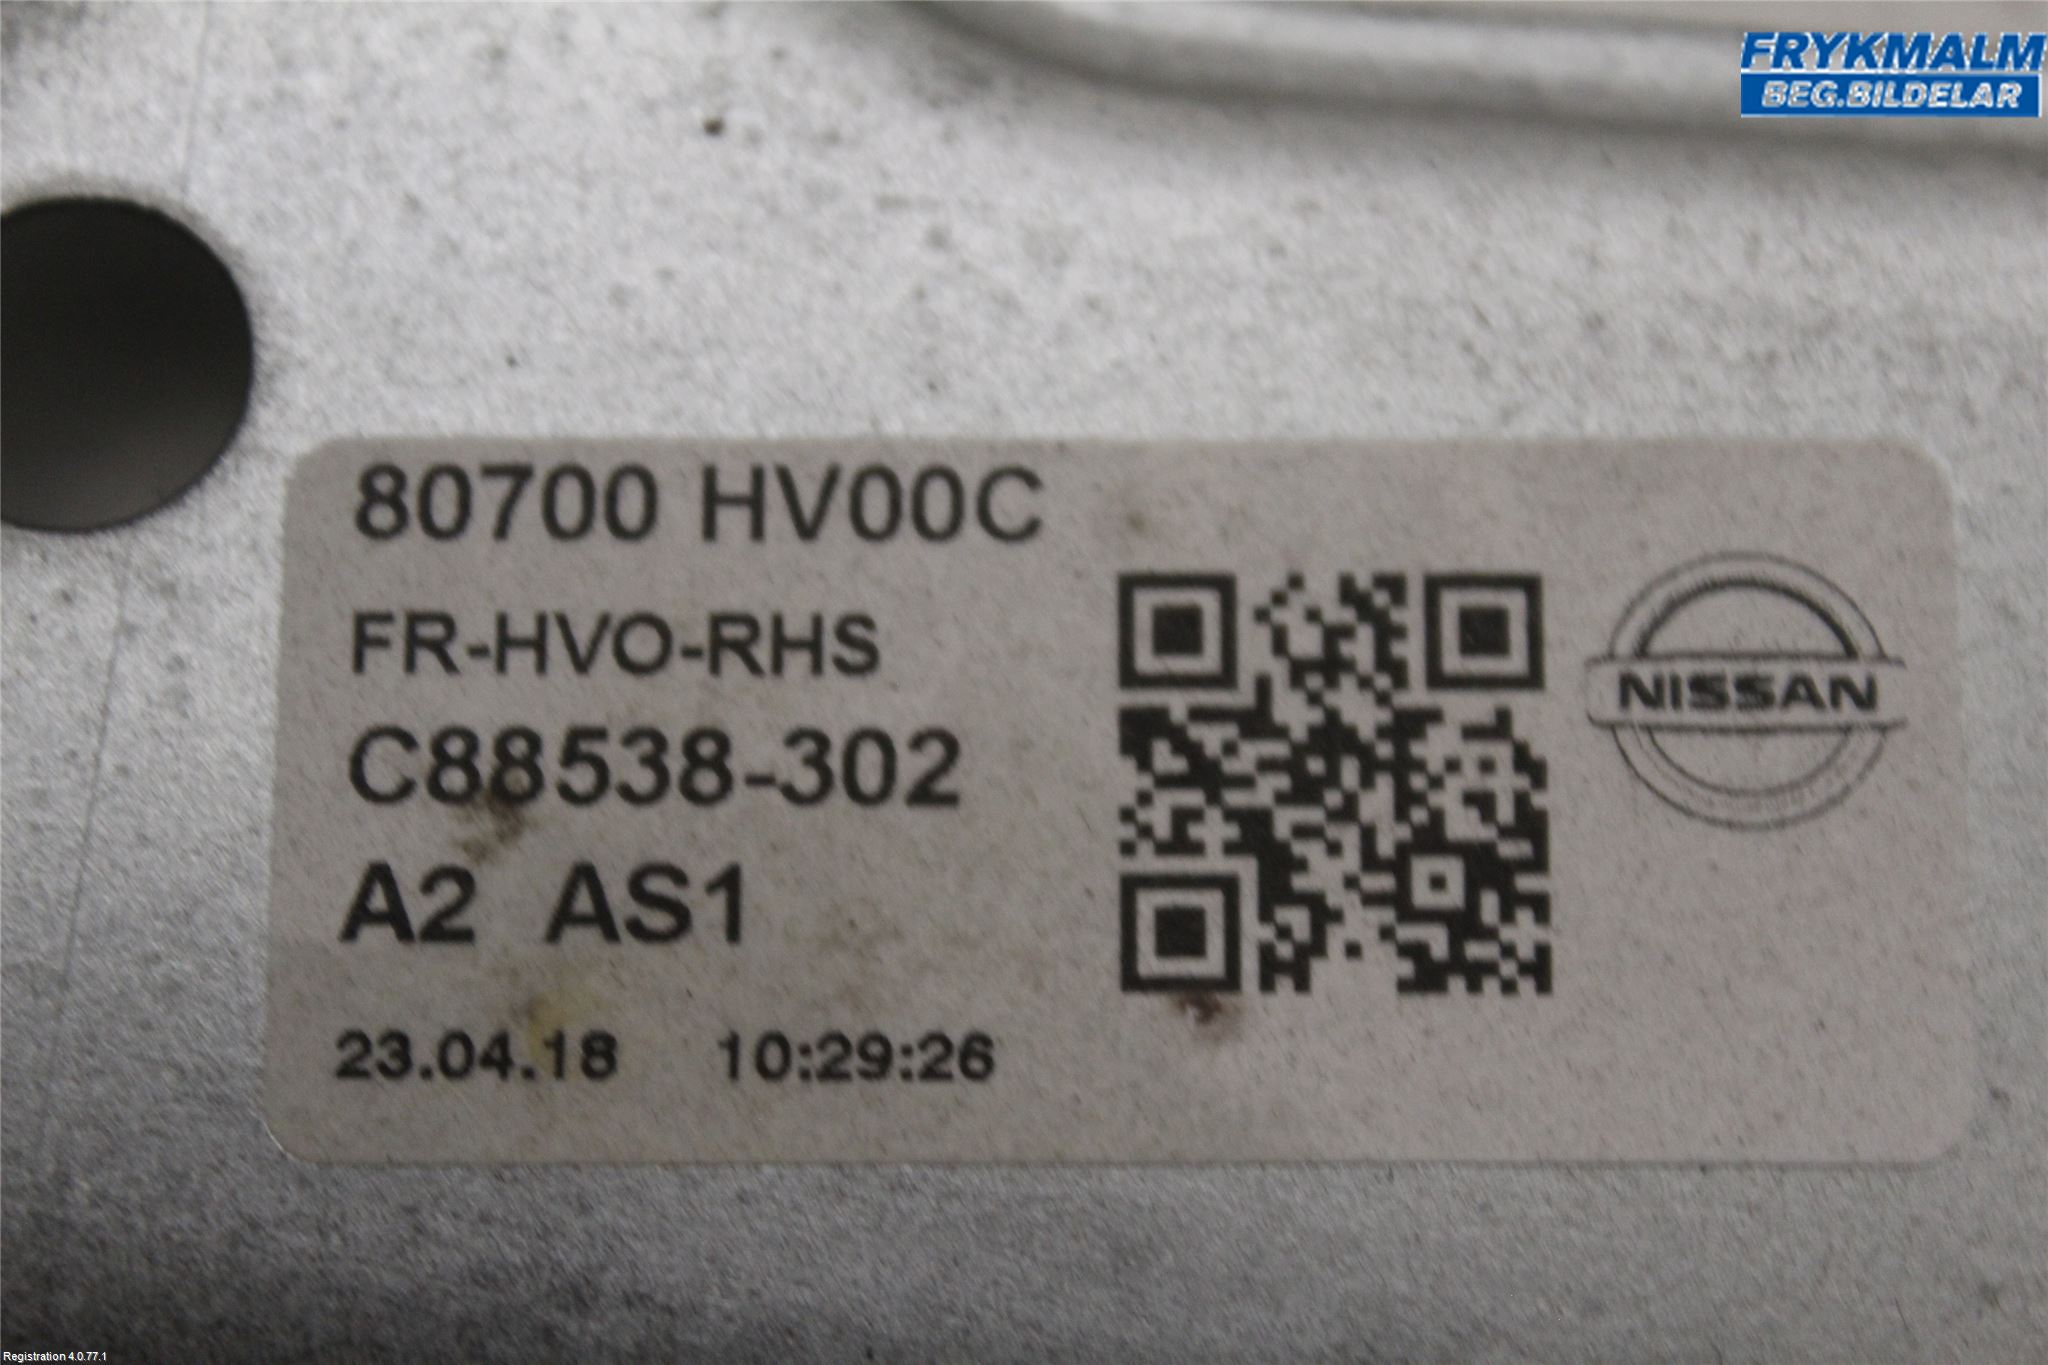 FRYKMALM
BEG.BILDELAR
80700 HV00C
FR-HVO-RHS
C88538-302
A2 AS1
23.04.18 10:29:26
NISSAN
Registration 4.0.77.1